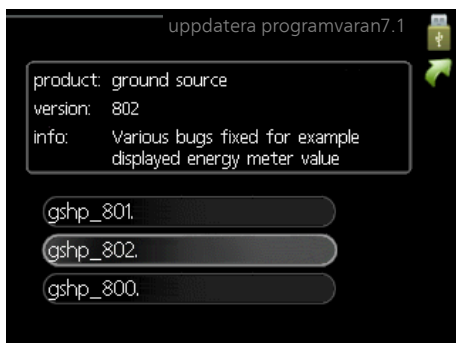 uppdatera programvaran7.1
product: ground source
version: 802
info: Various bugs fixed for example
displayed energy meter value
gshp_801.
gshp_802.
gshp_800.